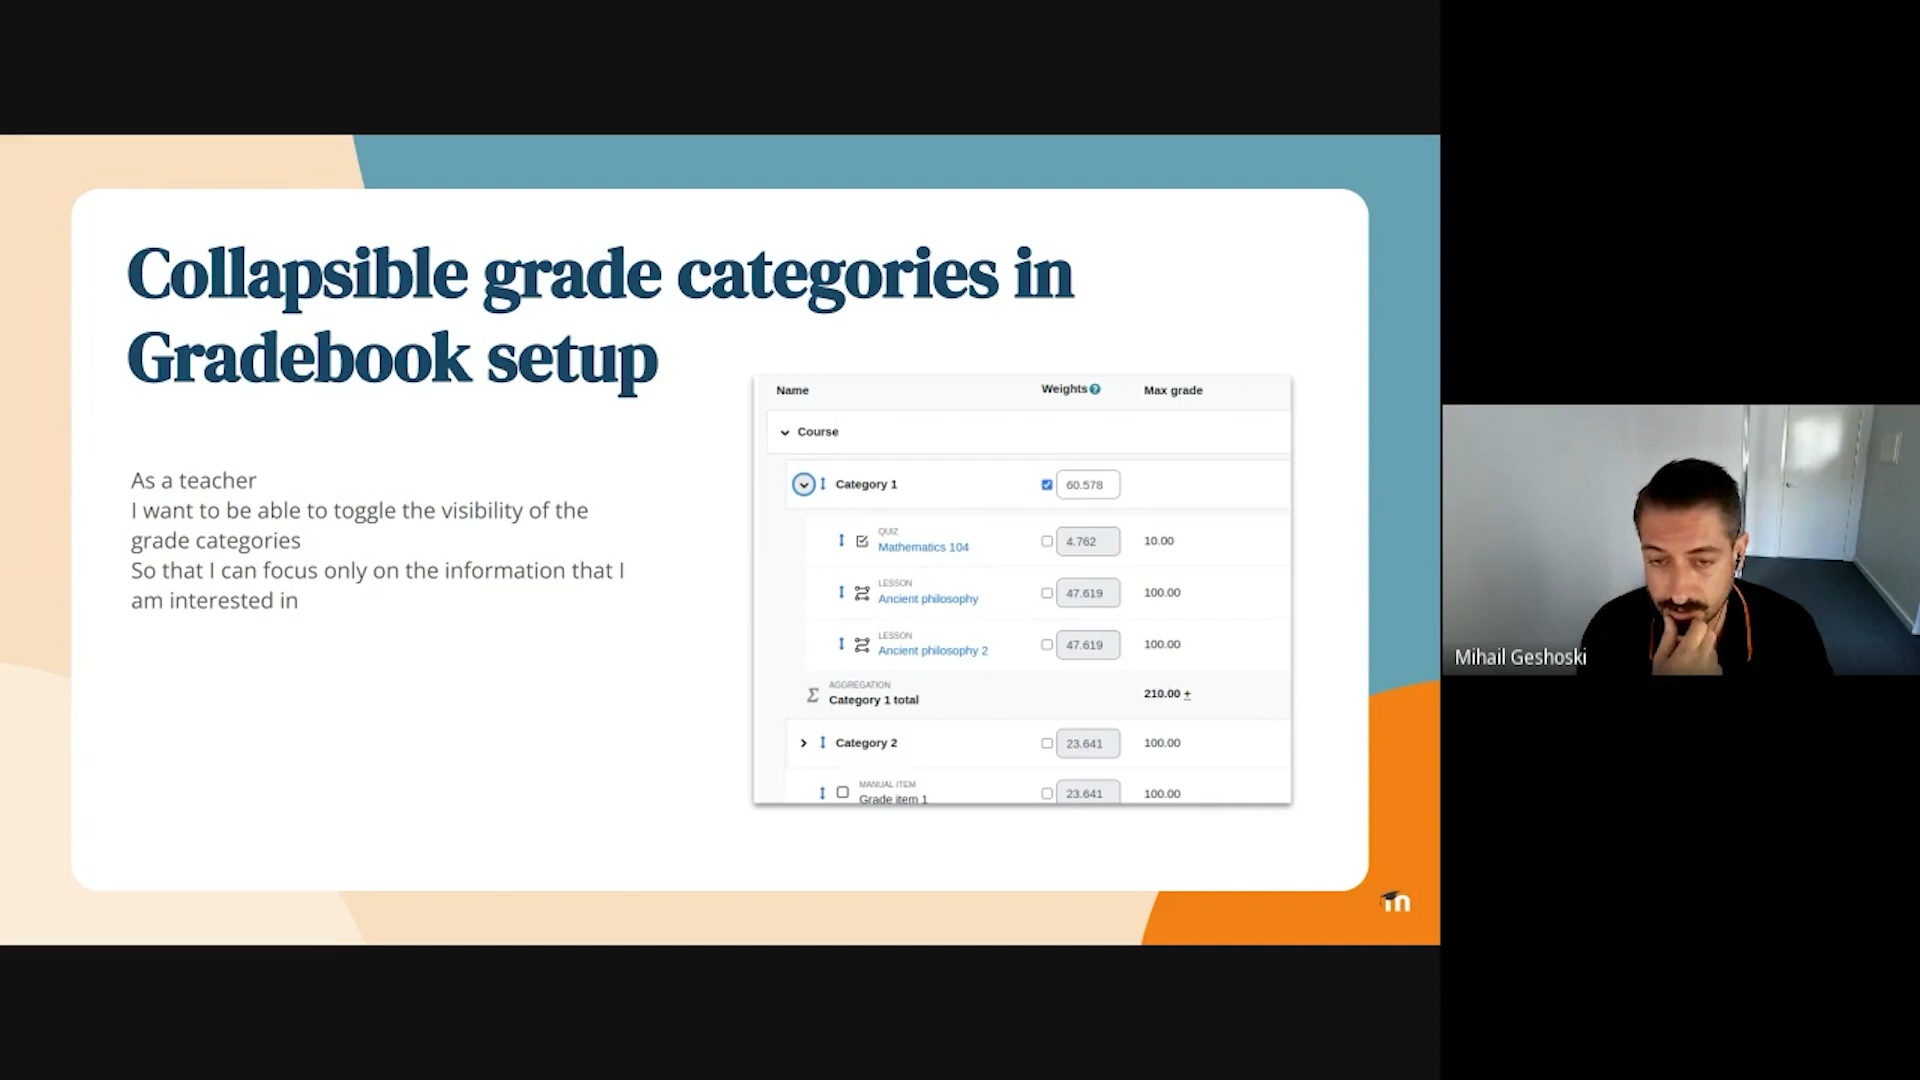 Collapsible grade categories in
Gradebook setup
As a teacher
I want to be able to toggle the visibility of the
grade categories
So that I can focus only on the information that I
am interested in
Name Weights Max grade
Course
Category 1 60.578
QUIZ
Mathematics 104 4.762 10.00
LESSON
Ancient philosophy 47.619 100.00
LESSON
Ancient philosophy 2 47.619 100.00
AGGREGATION
Category 1 total 210.00 +
Category 2 23.641 100.00
MANUAL ITEM
Grade item 1 23.641 100.00
m
Mihail Geshoski